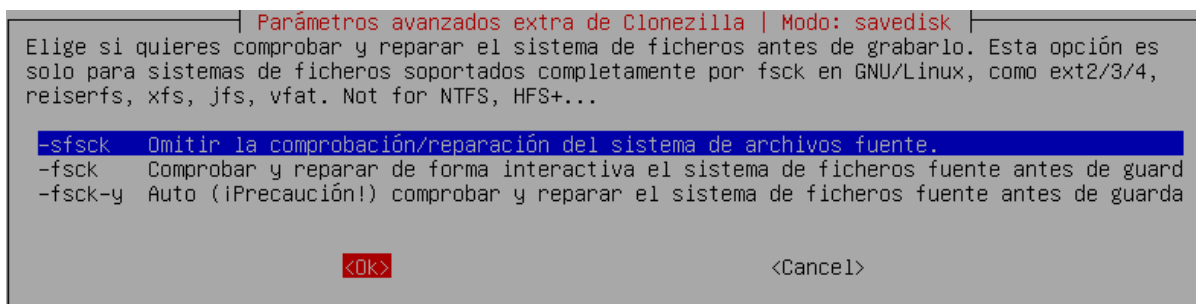 Parámetros avanzados extra de Clonezilla | Modo: savedisk
Elige si quieres comprobar y reparar el sistema de ficheros antes de grabarlo. Esta opción es
solo para sistemas de ficheros soportados completamente por fsck en GNU/Linux, como ext2/3/4,
reiserfs, xfs, jfs, vfat. Not for NTFS, HFS+...
-sfsck Omitir la comprobación/reparación del sistema de archivos fuente.
-fsck Comprobar y reparar de forma interactiva el sistema de ficheros fuente antes de guard
-fsck-y Auto (¡Precaución!) comprobar y reparar el sistema de ficheros fuente antes de guarda
<Ok> <Cancel>